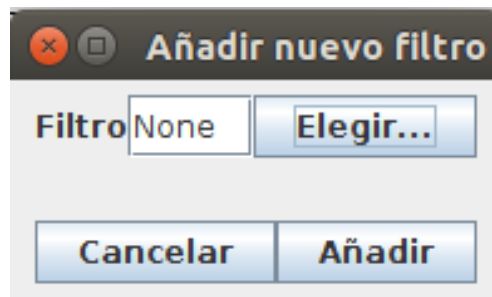 Añadir nuevo filtro
Filtro None Elegir...
Cancelar Añadir